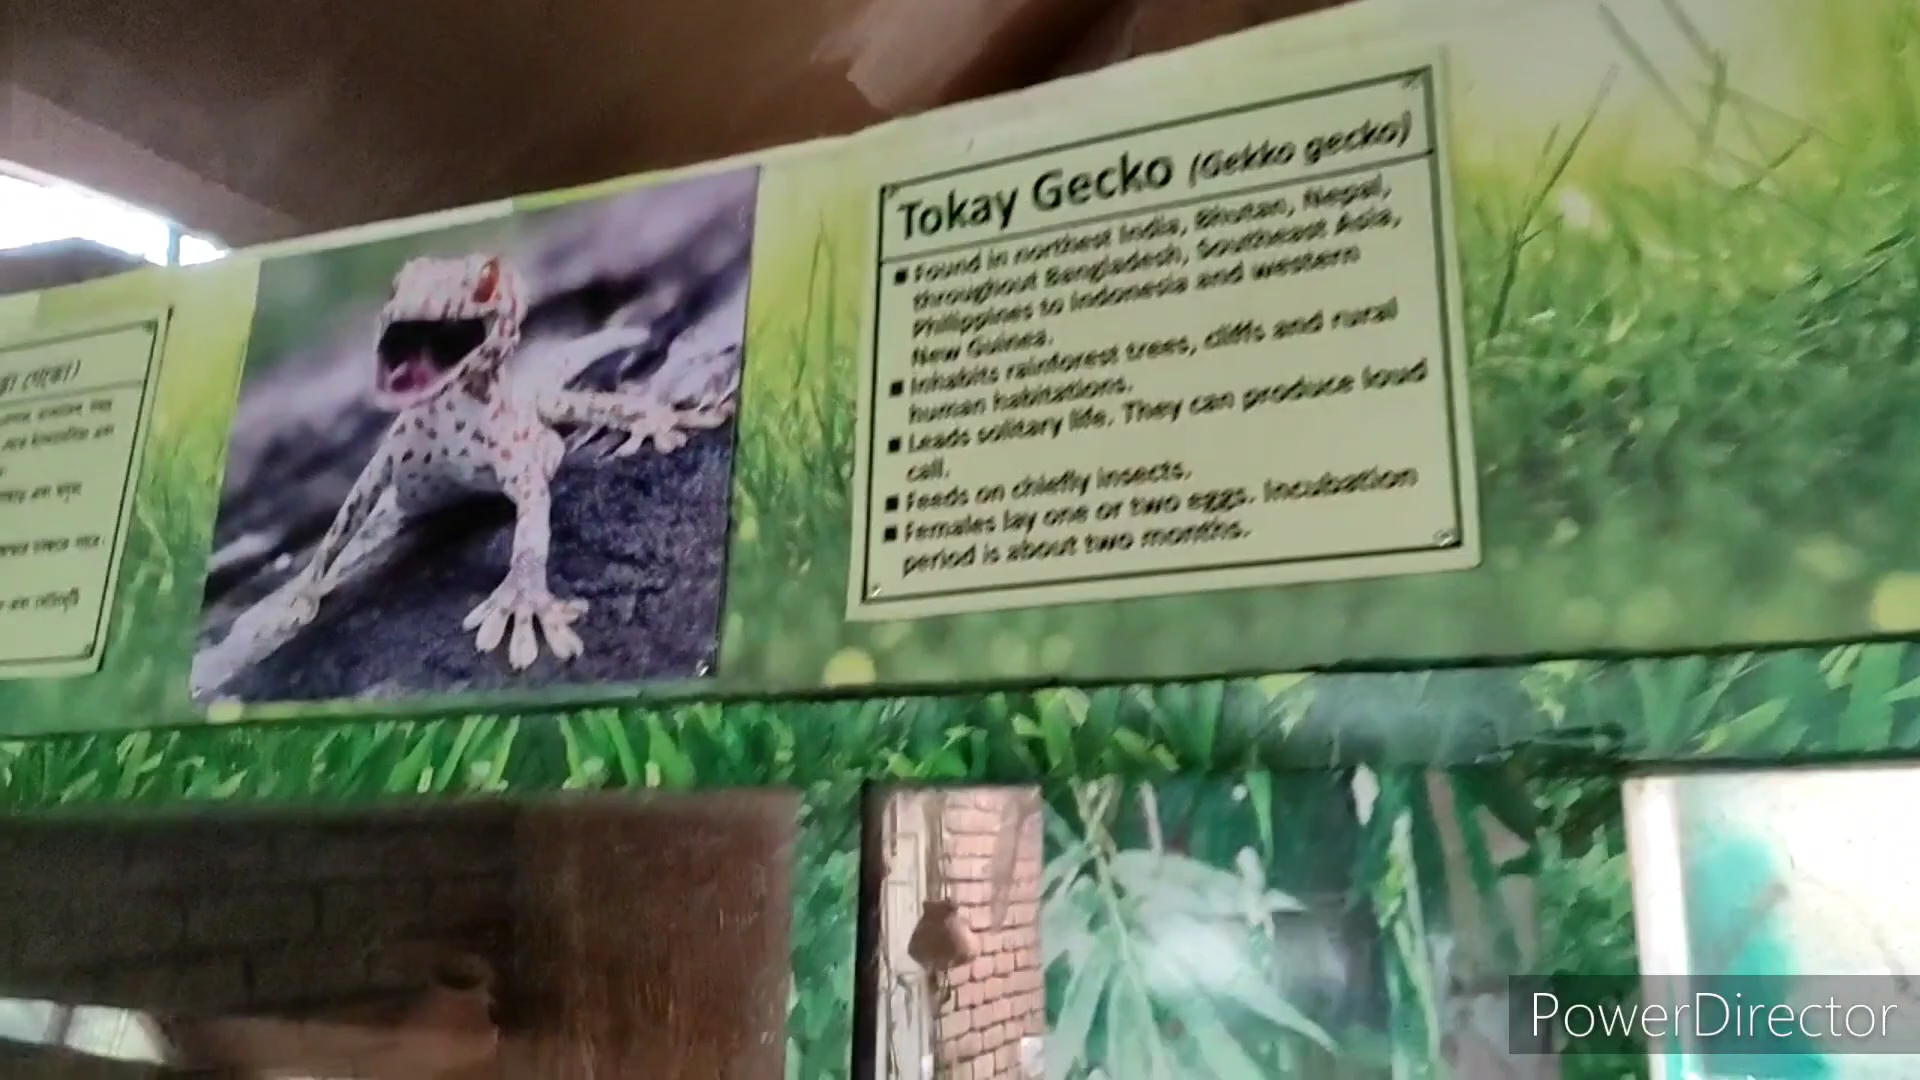 গেকো)
Tokay Gecko (Gekko gecko)
■ Found in northest India, Bhutan, Nepal,
throughout Bangladesh, Southeast Asia,
Philippines to Indonesia and western
New Guinea.
■ Inhabits rainforest trees, cliffs and rural
human habitations.
■ Leads solitary life. They can produce loud
call.
■ Feeds on chiefly insects.
■ Females lay one or two eggs. Incubation
period is about two months.
PowerDirector